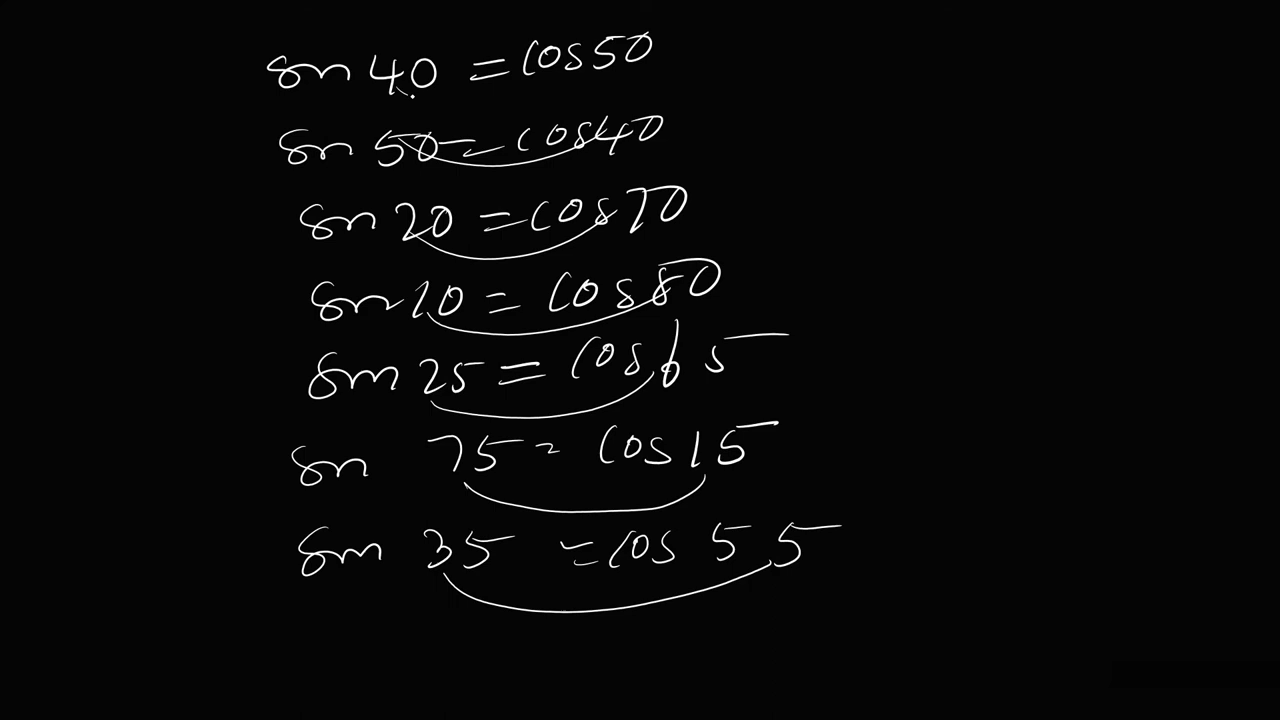 sin 40 = cos 50
sin 50 = cos 40
sin 20 = cos 70
sin 10 = cos 80
sin 25 = cos 65
sin 75 = cos 15
sin 35 = cos 55